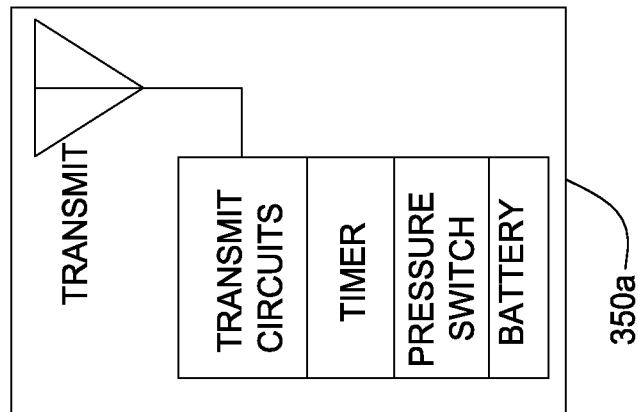 TRANSMIT
TRANSMIT
CIRCUITS
TIMER
PRESSURE
SWITCH
BATTERY
350a